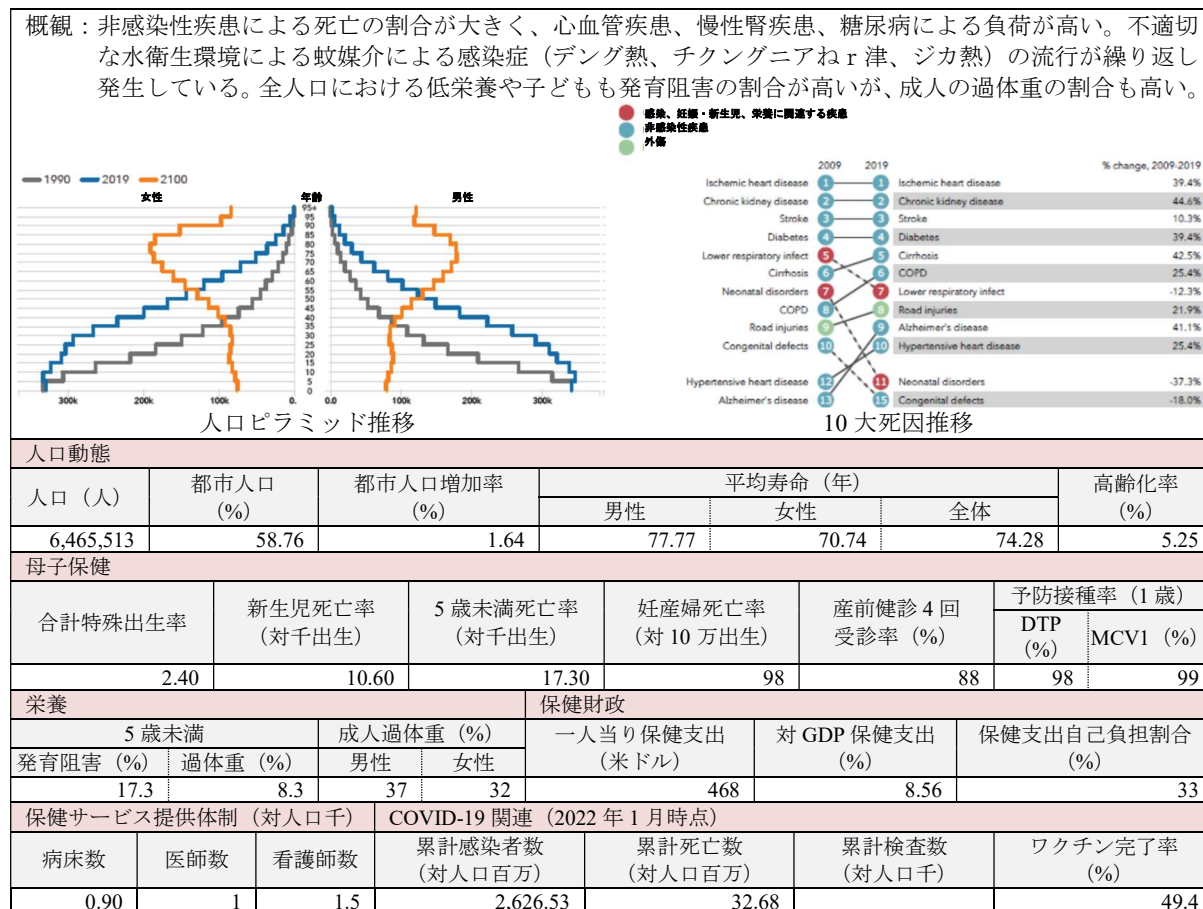 概観：非感染性疾患による死亡の割合が大きく、心血管疾患、慢性腎疾患、糖尿病による負荷が高い。不適切
な水衛生環境による蚊媒介による感染症（デング熱、チクングニアねｒ津、ジカ熱）の流行が繰り返し
発生している。全人口における低栄養や子どもも発育阻害の割合が高いが、成人の過体重の割合も高い。
感染、妊娠・新生児、栄養に関連する疾患
非感染性疾患
外傷
1990 2019 2100
女性 年齢 男性
95+
90
85
80
75
70
65
60
55
50
45
40
35
30
25
20
15
10
5
0
300k 200k 100k 0.0 0.0 100k 200k 300k
人口ピラミッド推移
2009 2019 % change, 2009-2019
Ischemic heart disease 1 1 Ischemic heart disease 39.4%
Chronic kidney disease 2 2 Chronic kidney disease 44.6%
Stroke 3 3 Stroke 10.3%
Diabetes 4 4 Diabetes 39.4%
Lower respiratory infect 5 5 Cirrhosis 42.5%
Cirrhosis 6 6 COPD 25.4%
Neonatal disorders 7 7 Lower respiratory infect -12.3%
COPD 8 8 Road injuries 21.9%
Road injuries 9 9 Alzheimer's disease 41.1%
Congenital defects 10 10 Hypertensive heart disease 25.4%
Hypertensive heart disease 12 11 Neonatal disorders -37.3%
Alzheimer's disease 13 15 Congenital defects -18.0%
10 大死因推移
人口動態
人口（人） 都市人口（%） 都市人口増加率（%） 平均寿命（年） 高齢化率（%）
男性 女性 全体
6,465,513 58.76 1.64 77.77 70.74 74.28 5.25
母子保健
合計特殊出生率 新生児死亡率（対千出生） 5 歳未満死亡率（対千出生） 妊産婦死亡率（対 10 万出生） 産前健診 4 回受診率（%） 予防接種率（1 歳）
DTP（%） MCV1（%）
2.40 10.60 17.30 98 88 98 99
栄養 保健財政
5 歳未満 成人過体重（%） 一人当り保健支出（米ドル） 対 GDP 保健支出（%） 保健支出自己負担割合（%）
発育阻害（%） 過体重（%） 男性 女性
17.3 8.3 37 32 468 8.56 33
保健サービス提供体制（対人口千） COVID-19 関連（2022 年 1 月時点）
病床数 医師数 看護師数 累計感染者数（対人口百万） 累計死亡数（対人口百万） 累計検査数（対人口千） ワクチン完了率（%）
0.90 1 1.5 2,626.53 32.68 49.4